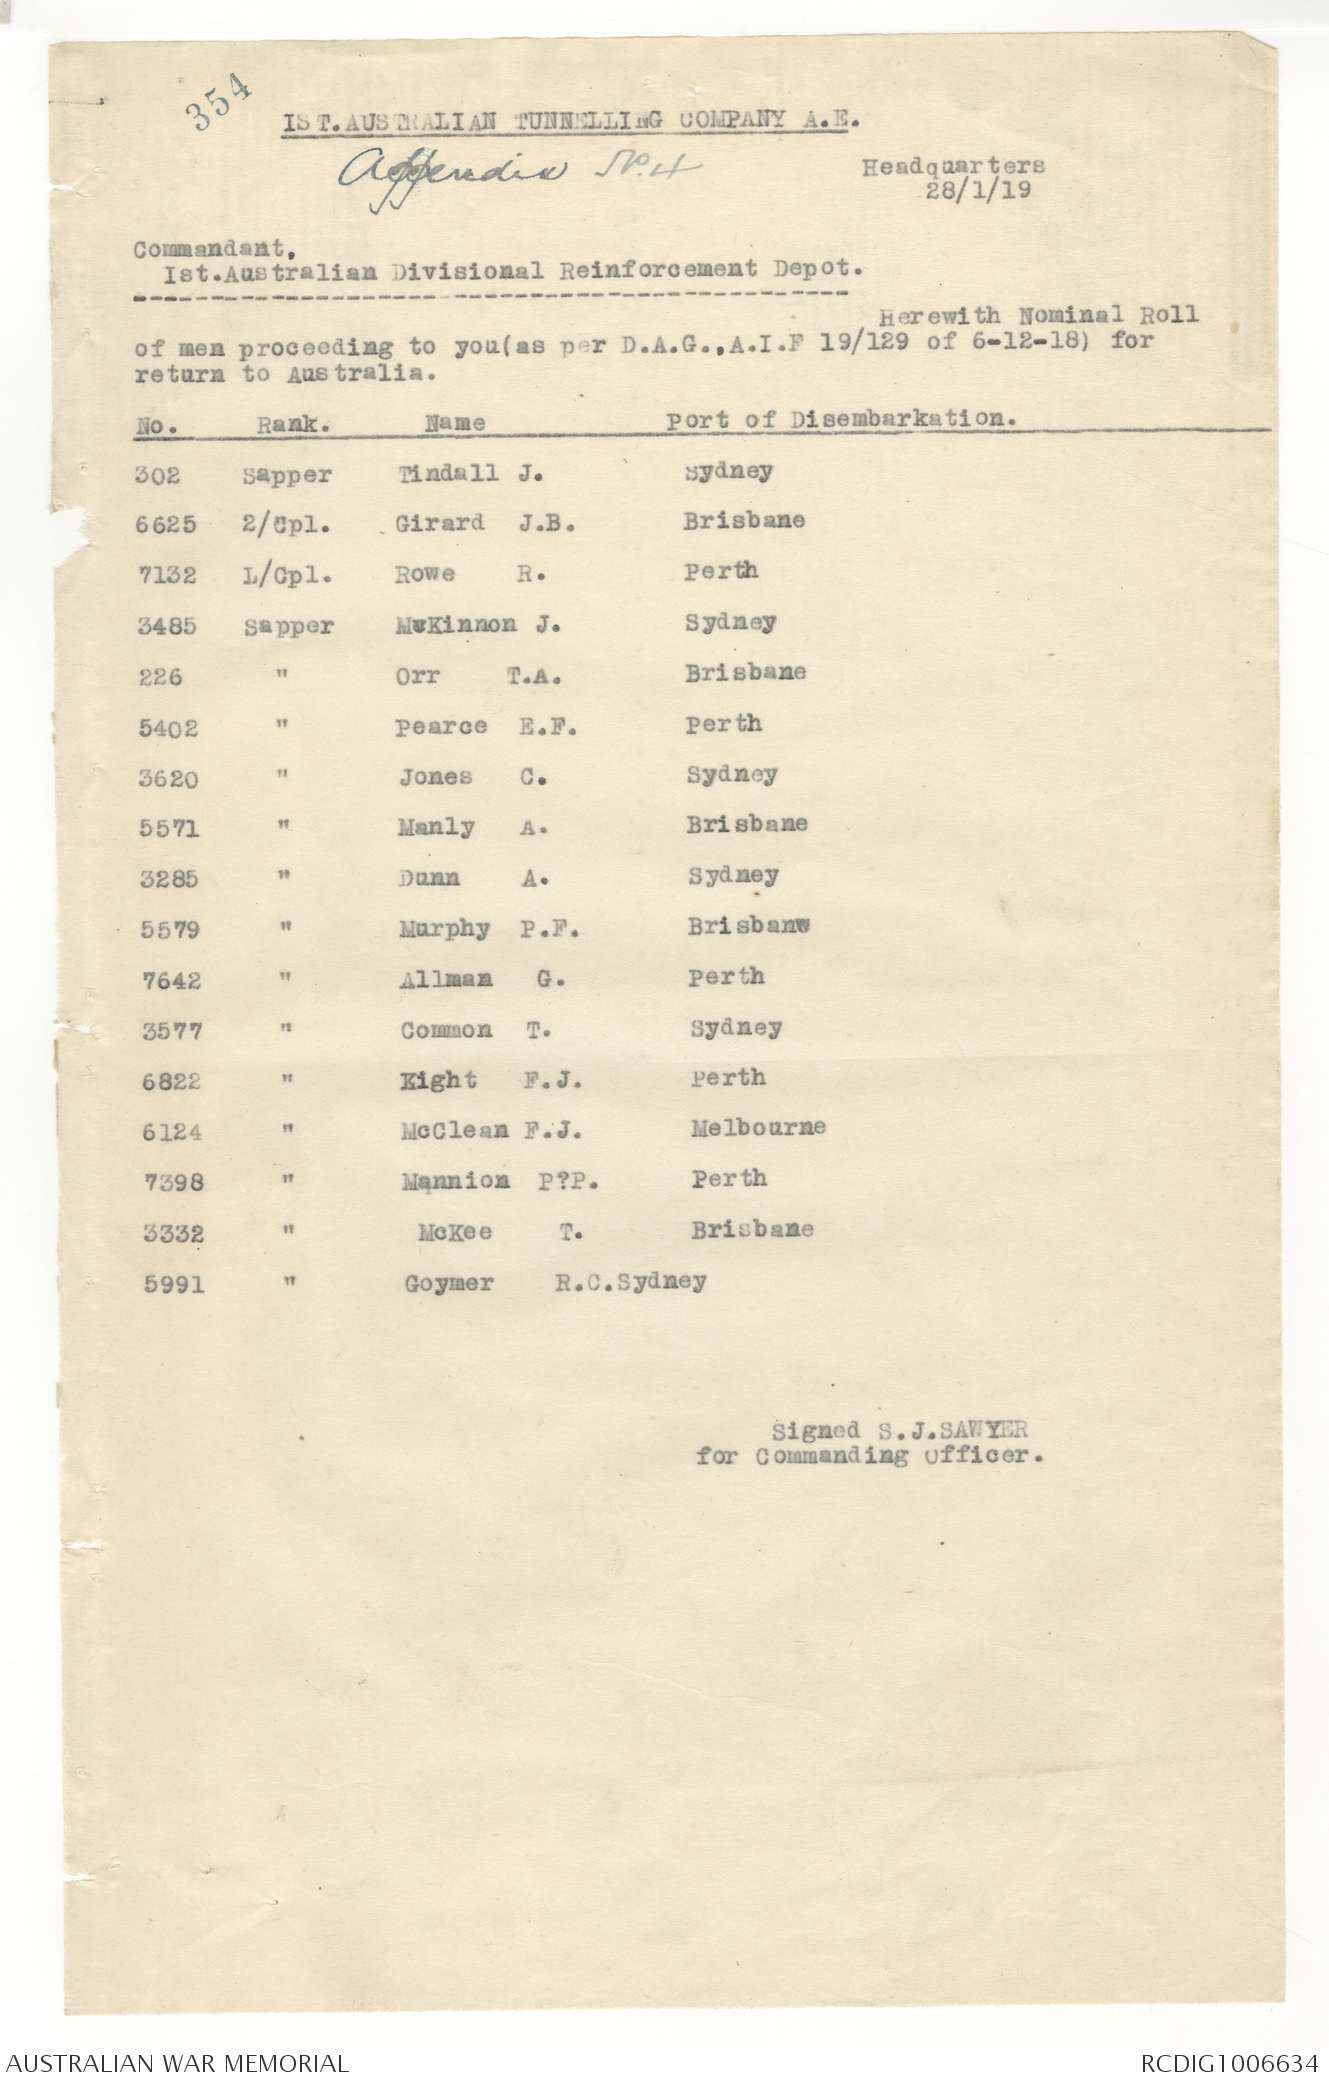 354
IST.AUSTRALIAN TUNNELLING COMPANY A.E.
Appendix No. 4
Headquarters
28/1/19
Commandant,
Ist.Australian Divisional Reinforcement Depot.
Herewith Nominal Roll
of men proceeding to you(as per D.A.G.,A.I.F 19/129 of 6-12-18) for
return to Australia.
No. Rank. Name Port of Disembarkation.
302 Sapper Tindall J. Sydney
6625 2/Cpl. Girard J.B. Brisbane
7132 L/Cpl. Rowe R. Perth
3485 Sapper McKinnon J. Sydney
226 " Orr T.A. Brisbane
5402 " Pearce E.F. Perth
3620 " Jones C. Sydney
5571 " Manly A. Brisbane
3285 " Dunn A. Sydney
5579 " Murphy P.F. Brisbanw
7642 " Allman G. Perth
3577 " Common T. Sydney
6822 " Eight F.J. Perth
6124 " McClean F.J. Melbourne
7398 " Mannion P?P. Perth
3332 " McKee T. Brisbane
5991 " Goymer R.C.Sydney
Signed S.J.SAWYER
for Commanding Officer.
AUSTRALIAN WAR MEMORIAL RCDIG1006634